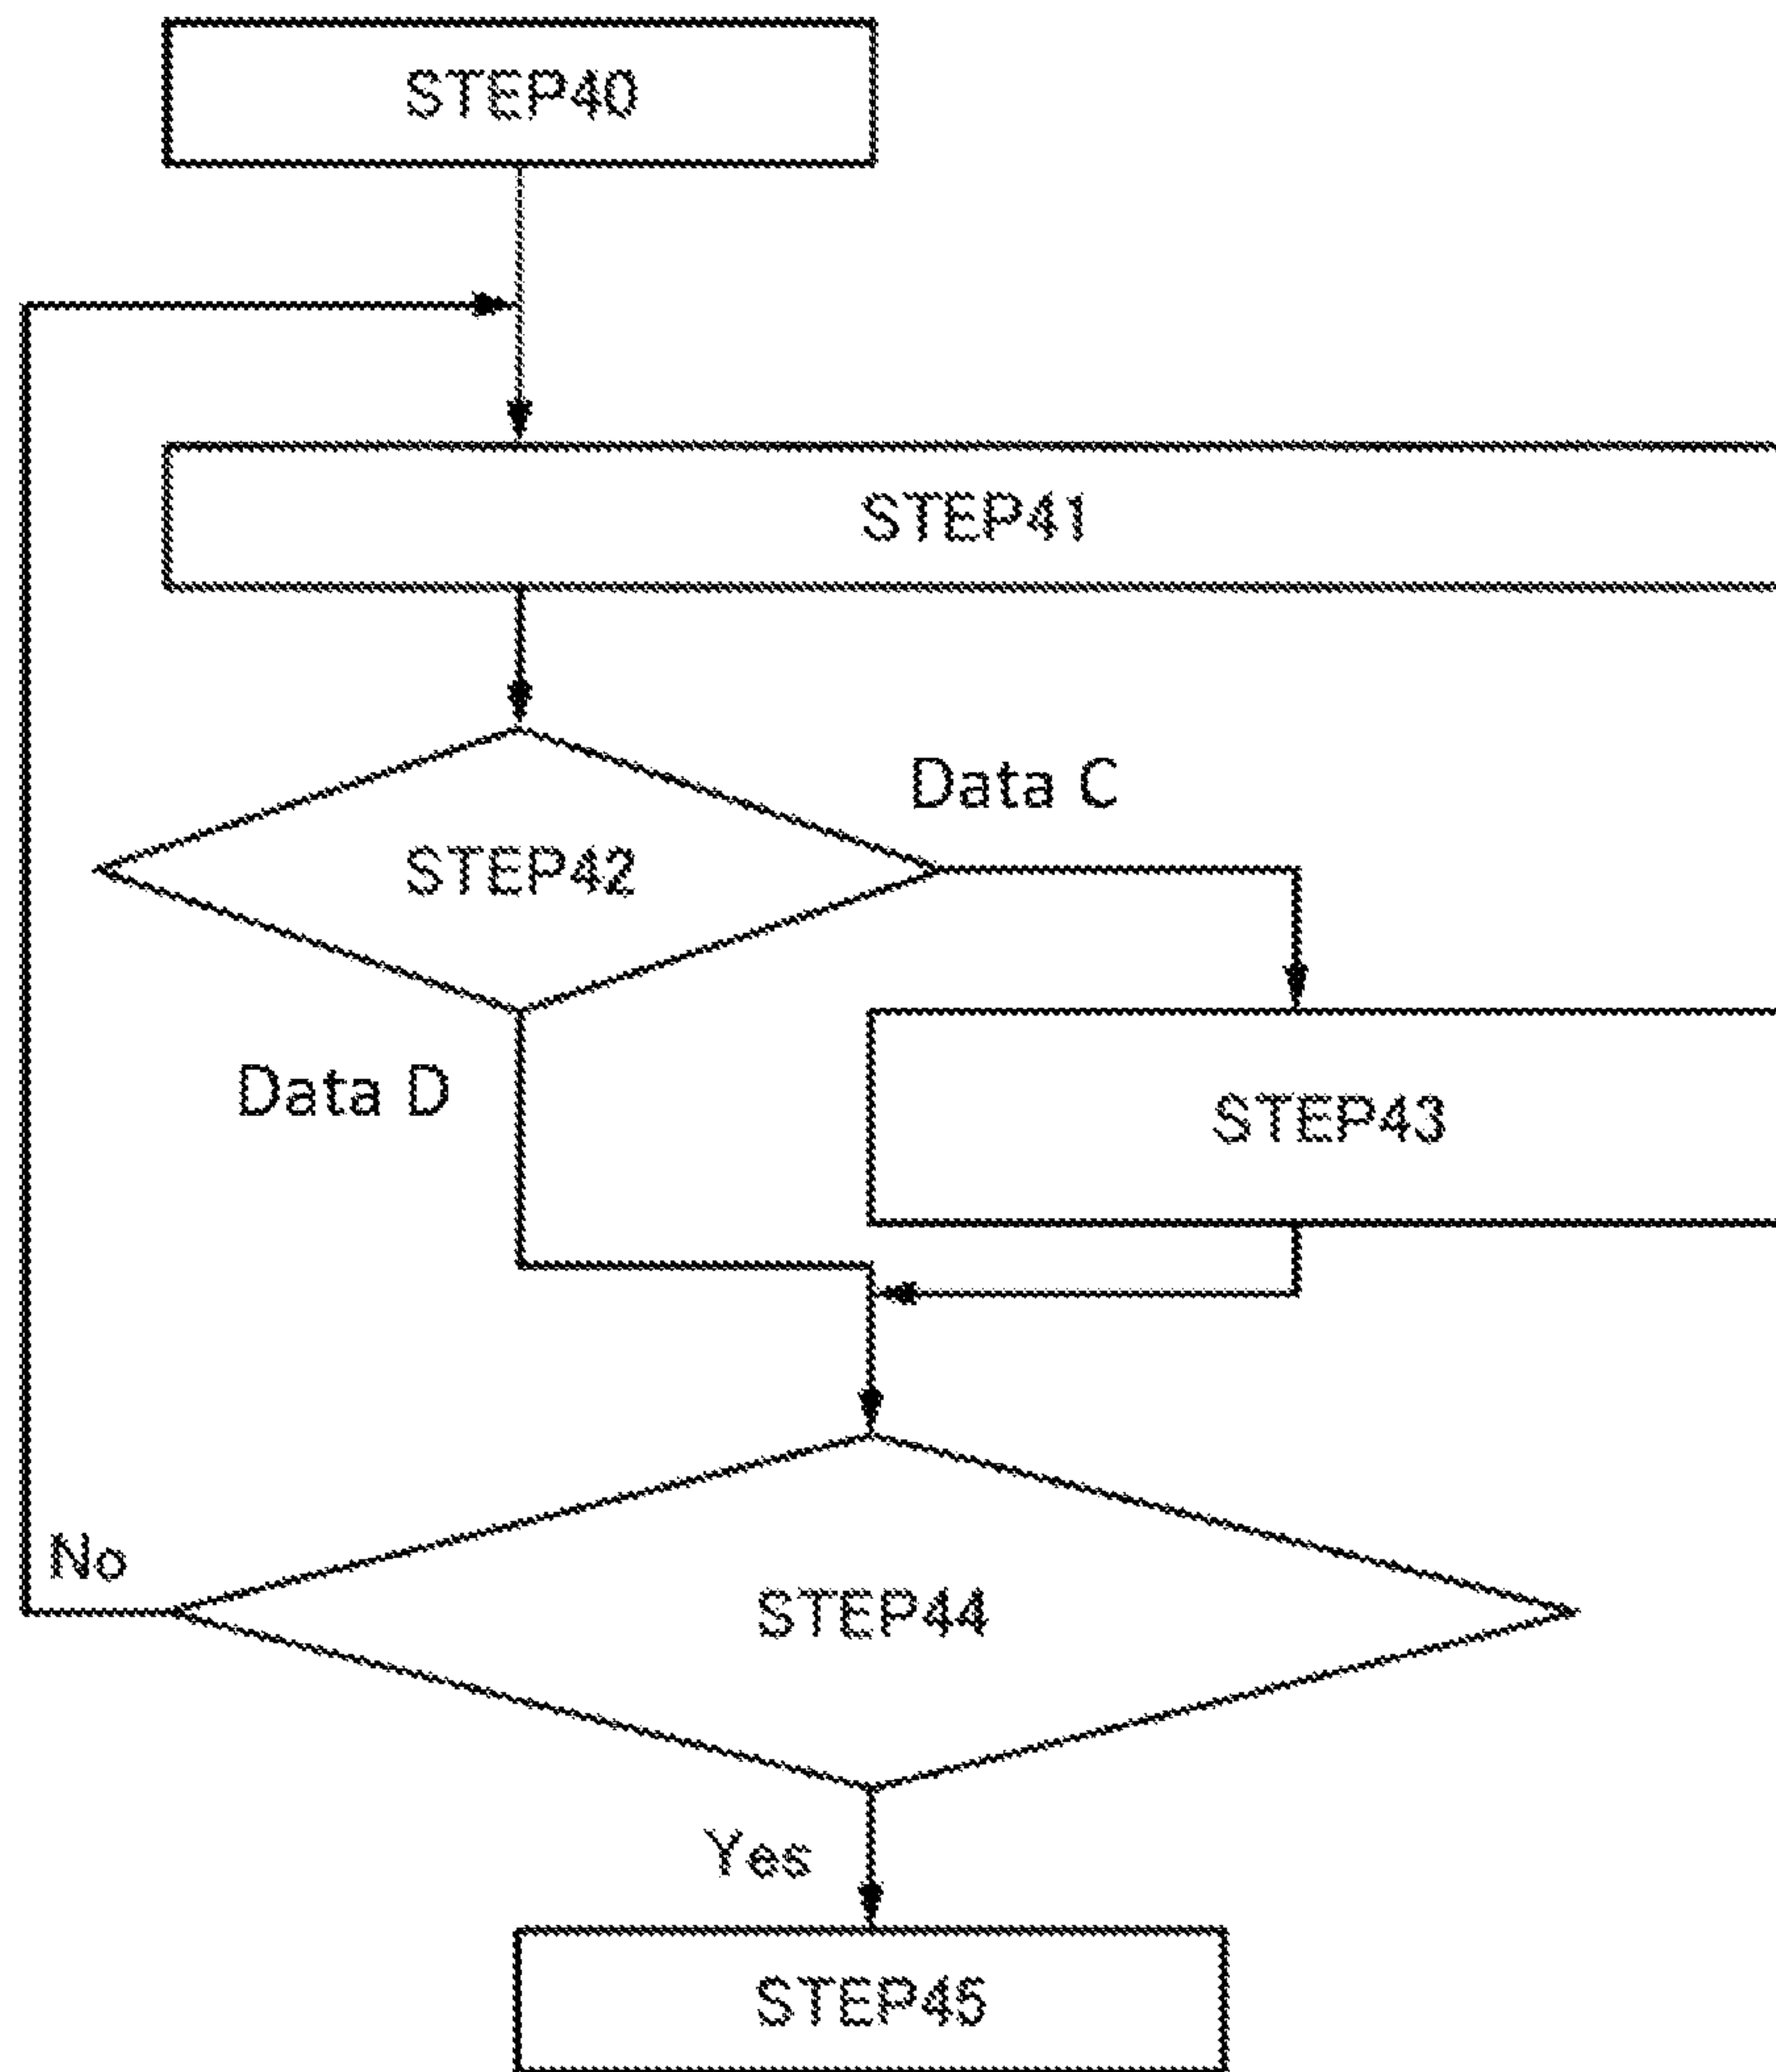 STEP40
STEP41
Data C
STEP42
Data D
STEP43
No
STEP44
Yes
STEP45